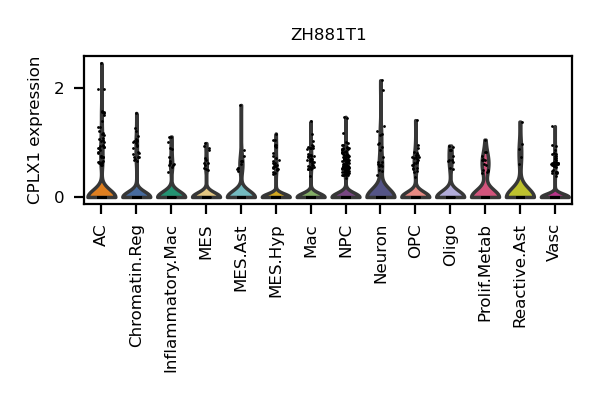 ZH881T1
CPLX1 expression
2
0
AC
Chromatin.Reg
Inflammatory.Mac
MES
MES.Ast
MES.Hyp
Mac
NPC
Neuron
OPC
Oligo
Prolif.Metab
Reactive.Ast
Vasc